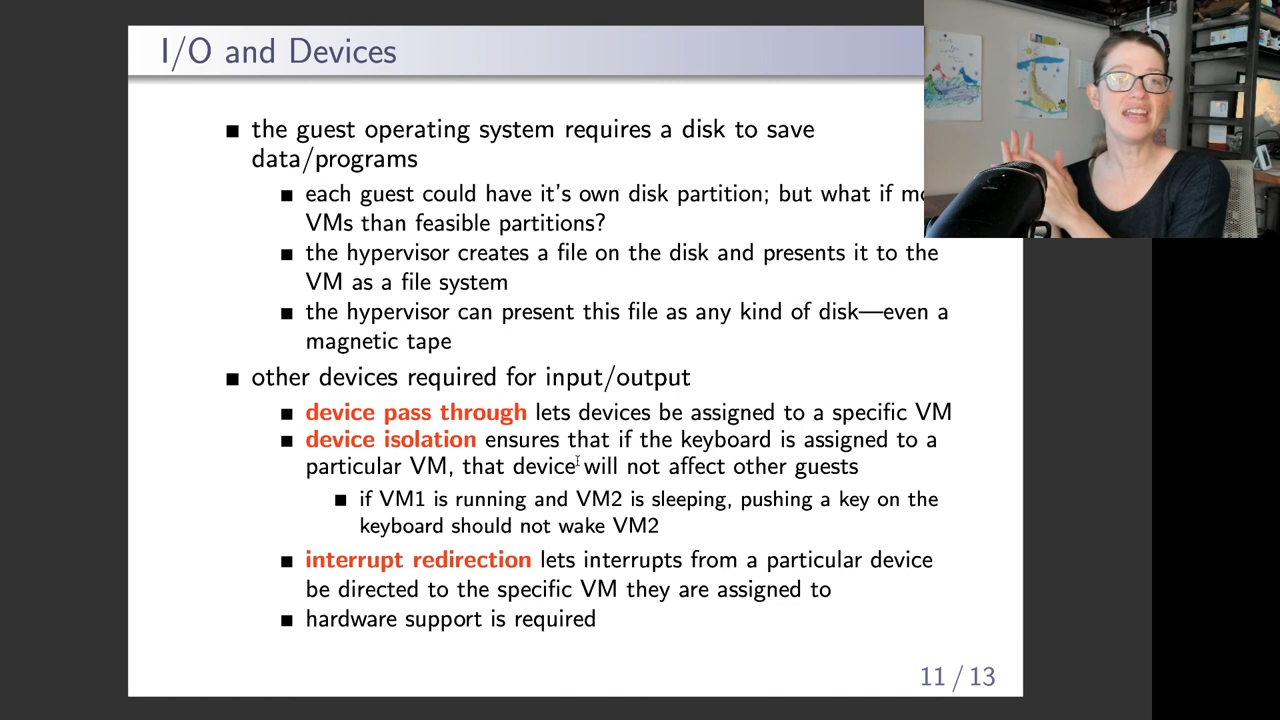 I/O and Devices
■ the guest operating system requires a disk to save
data/programs
■ each guest could have it's own disk partition; but what if
VMs than feasible partitions?
■ the hypervisor creates a file on the disk and presents it to the
VM as a file system
■ the hypervisor can present this file as any kind of disk—even a
magnetic tape
■ other devices required for input/output
■ device pass through lets devices be assigned to a specific VM
■ device isolation ensures that if the keyboard is assigned to a
particular VM, that device will not affect other guests
■ if VM1 is running and VM2 is sleeping, pushing a key on the
keyboard should not wake VM2
■ interrupt redirection lets interrupts from a particular device
be directed to the specific VM they are assigned to
■ hardware support is required
11 / 13